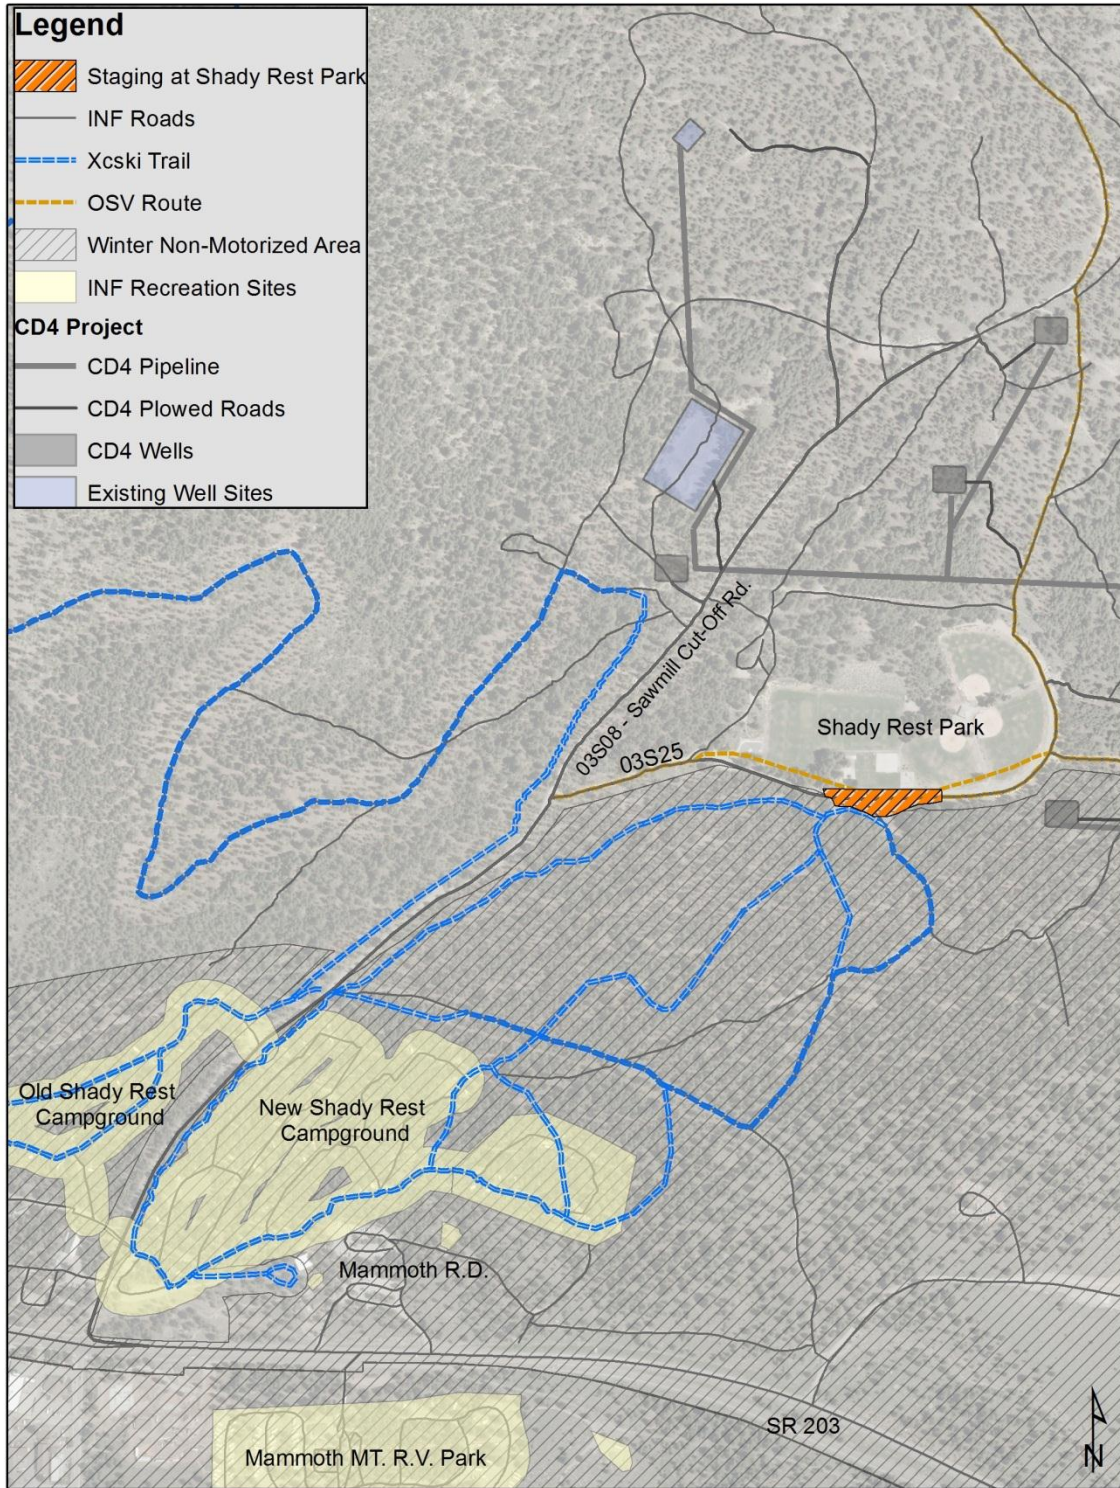 Legend
Staging at Shady Rest Park
INF Roads
Xcski Trail
OSV Route
Winter Non-Motorized Area
INF Recreation Sites
CD4 Project
CD4 Pipeline
CD4 Plowed Roads
CD4 Wells
Existing Well Sites
03S08 - Sawmill Cut-Off Rd.
Shady Rest Park
03S25
Old Shady Rest
Campground
New Shady Rest
Campground
Mammoth R.D.
SR 203
Mammoth MT. R.V. Park
N